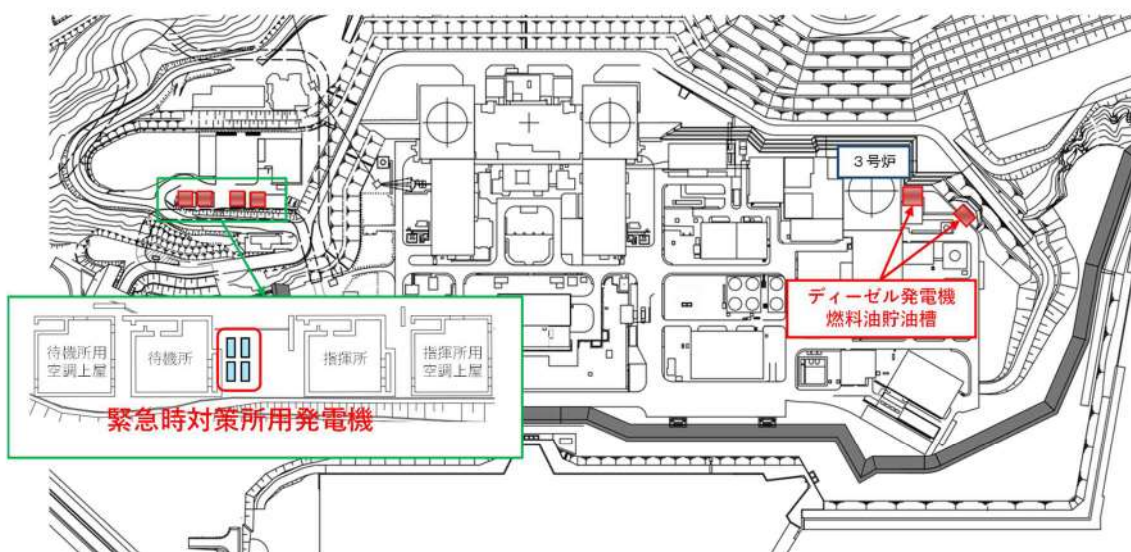 ３号炉
ディーゼル発電機
燃料油貯油槽
待機所用
空調上屋
待機所
指揮所
指揮所用
空調上屋
緊急時対策所用発電機